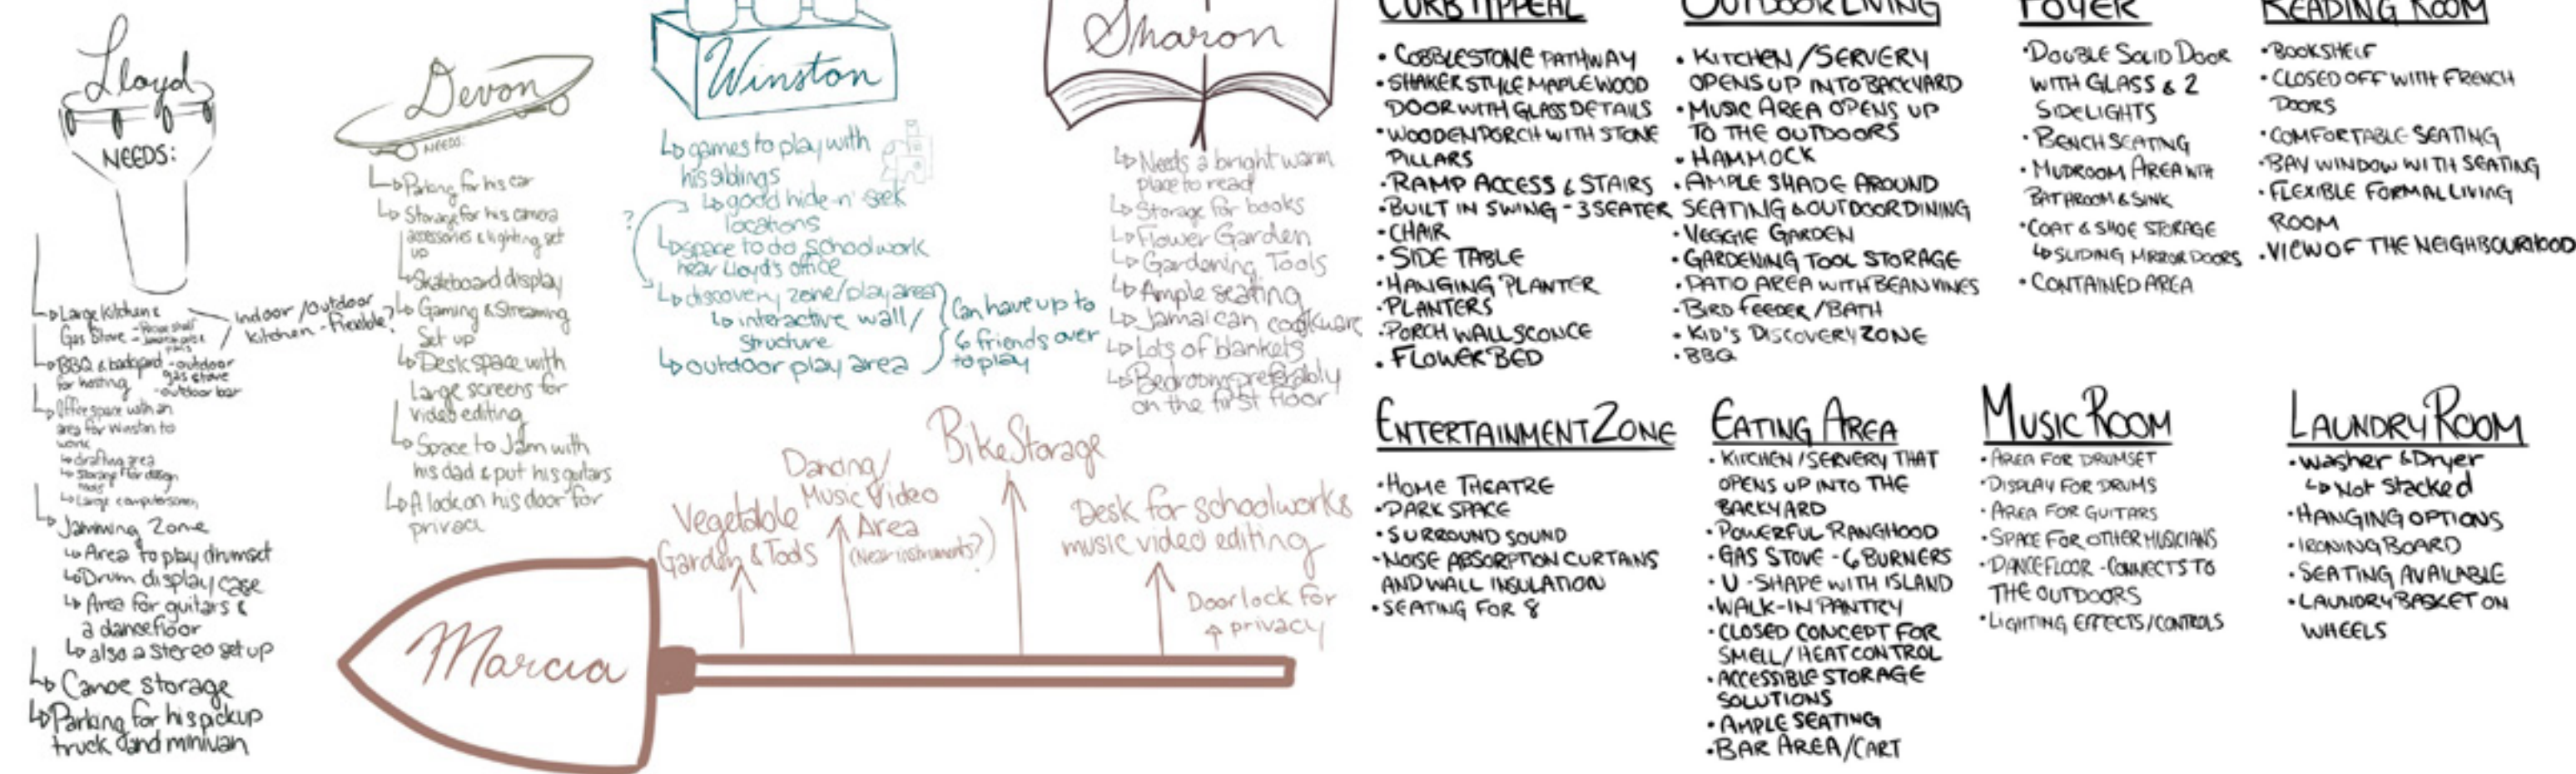 Lloyd
NEEDS:
Large kitchen &
Gas Stove
indoor/outdoor
kitchen - flexible?
BBQ & backyard
for hosting
-outdoor
gas stove
-outdoor bar
Office space with an
area for Winston to
work
drafting area
Storage for design
tools
Large computer screen
Jamming Zone
Area to play drumset
Drum display case
Area for guitars &
a dancefloor
also a stereo set up
Canoe storage
Parking for his pickup
truck and minivan
Devon
NEEDS:
Parking for his car
Storage for his camera
accessories & lighting set
up
Skateboard display
Gaming & Streaming
Set up
Desk space with
large screens for
video editing
Space to Jam with
his dad & put his guitars
A lock on his door for
privacy
Winston
games to play with
his siblings
good hide-n'-seek
locations
?
space to do schoolwork
near Lloyd's office
discovery zone/play area
interactive wall/
structure
outdoor play area
Can have up to
6 friends over
to play
Sharon
Needs a bright warm
place to read
Storage for books
Flower Garden
Gardening Tools
Ample seating
Jamaican cookware
Lots of blankets
Bedroom preferably
on the first floor
Marcia
Vegetable
Garden & Tools
Dancing/
Music Video
Area
(Near instruments?)
Bike Storage
Desk for schoolworks
music video editing
Door lock for
privacy
CURB APPEAL
• COBBLESTONE PATHWAY
• SHAKER STYLE MAPLE WOOD
DOOR WITH GLASS DETAILS
• WOODEN PORCH WITH STONE
PILLARS
• RAMP ACCESS & STAIRS
• BUILT IN SWING - 3 SEATER
• CHAIR
• SIDE TABLE
• HANGING PLANTER
• PLANTERS
• PORCH WALL SCONCE
• FLOWER BED
OUTDOOR LIVING
• KITCHEN/SERVERY
OPENS UP INTO BACKYARD
• MUSIC AREA OPENS UP
TO THE OUTDOORS
• HAMMOCK
• AMPLE SHADE AROUND
SEATING & OUTDOOR DINING
• VEGGIE GARDEN
• GARDENING TOOL STORAGE
• PATIO AREA WITH BEAN VINES
• BIRD FEEDER/BATH
• KID'S DISCOVERY ZONE
• BBQ
FOYER
• DOUBLE SOLID DOOR
WITH GLASS & 2
SIDELIGHTS
• BENCH SEATING
• MUDROOM AREA WITH
BATHROOM & SINK
• COAT & SHOE STORAGE
SLIDING MIRROR DOORS
• CONTAINED AREA
READING ROOM
• BOOKSHELF
• CLOSED OFF WITH FRENCH
DOORS
• COMFORTABLE SEATING
• BAY WINDOW WITH SEATING
• FLEXIBLE FORMAL LIVING
ROOM
• VIEW OF THE NEIGHBOURHOOD
ENTERTAINMENT ZONE
• HOME THEATRE
• DARK SPACE
• SURROUND SOUND
• NOISE ABSORPTION CURTAINS
AND WALL INSULATION
• SEATING FOR 8
EATING AREA
• KITCHEN/SERVERY THAT
OPENS UP INTO THE
BACKYARD
• POWERFUL RANGHOOD
• GAS STOVE - 6 BURNERS
• U-SHAPE WITH ISLAND
• WALK-IN PANTRY
• CLOSED CONCEPT FOR
SMELL/HEAT CONTROL
• ACCESSIBLE STORAGE
SOLUTIONS
• AMPLE SEATING
• BAR AREA/CART
MUSIC ROOM
• AREA FOR DRUMSET
• DISPLAY FOR DRUMS
• AREA FOR GUITARS
• SPACE FOR OTHER MUSICIANS
• DANCEFLOOR - CONNECTS TO
THE OUTDOORS
• LIGHTING EFFECTS/CONTROLS
LAUNDRY ROOM
• Washer & Dryer
Not Stacked
• HANGING OPTIONS
• IRONING BOARD
• SEATING AVAILABLE
• LAUNDRY BASKET ON
WHEELS